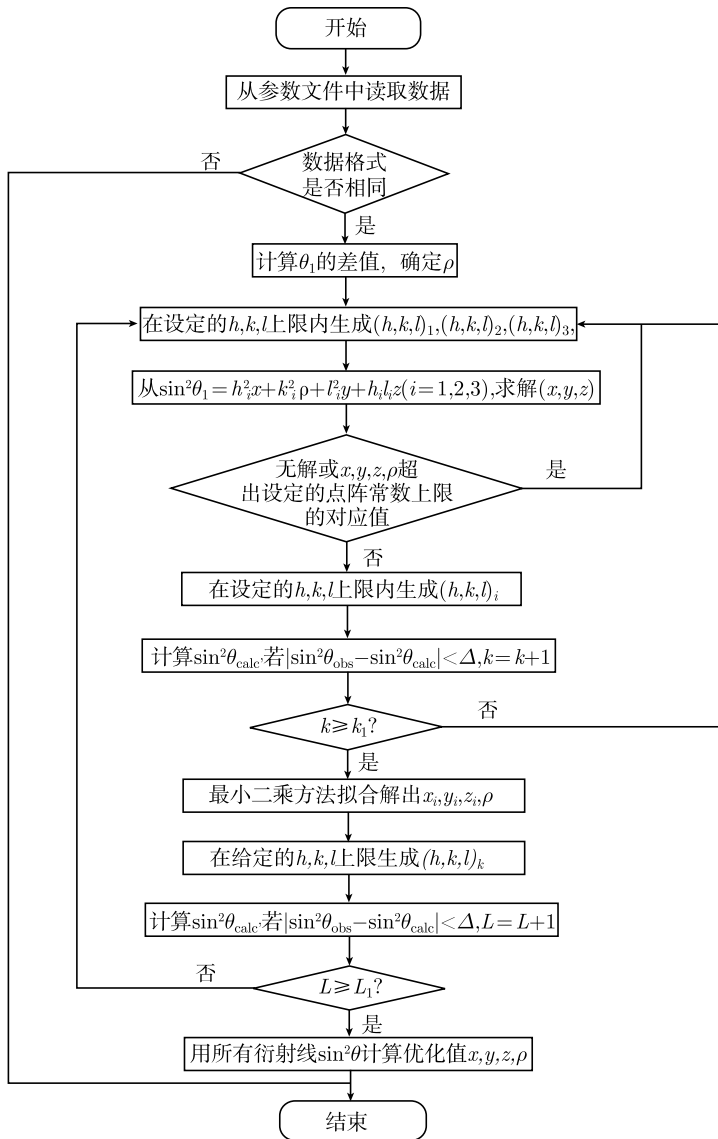 开始
从参数文件中读取数据
否
数据格式
是否相同
是
计算θ₁的差值，确定ρ
在设定的h,k,l上限内生成(h,k,l)₁,(h,k,l)₂,(h,k,l)₃,
从sin²θ₁=h²ᵢx+k²ᵢρ+l²ᵢy+hᵢlᵢz(i=1,2,3),求解(x,y,z)
无解或x,y,z,ρ超
是
出设定的点阵常数上限
的对应值
否
在设定的h,k,l上限内生成(h,k,l)ᵢ
计算sin²θcalc,若|sin²θobs−sin²θcalc|<Δ,k=k+1
否
k≥k₁?
是
最小二乘方法拟合解出xᵢ,yᵢ,zᵢ,ρ
在给定的h,k,l上限生成(h,k,l)ₖ
计算sin²θcalc,若|sin²θobs−sin²θcalc|<Δ,L=L+1
否
L≥L₁?
是
用所有衍射线sin²θ计算优化值x,y,z,ρ
结束